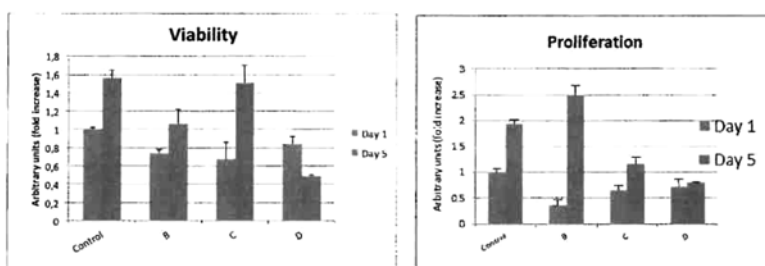 Viability
Arbitrary units (fold increase)
1,8
1,6
1,4
1,2
1
0,8
0,6
0,4
0,2
0
Control
B
C
D
Day 1
Day 5
Proliferation
Arbitrary units (fold increase)
3
2.5
2
1.5
1
0.5
0
Control
B
C
D
Day 1
Day 5